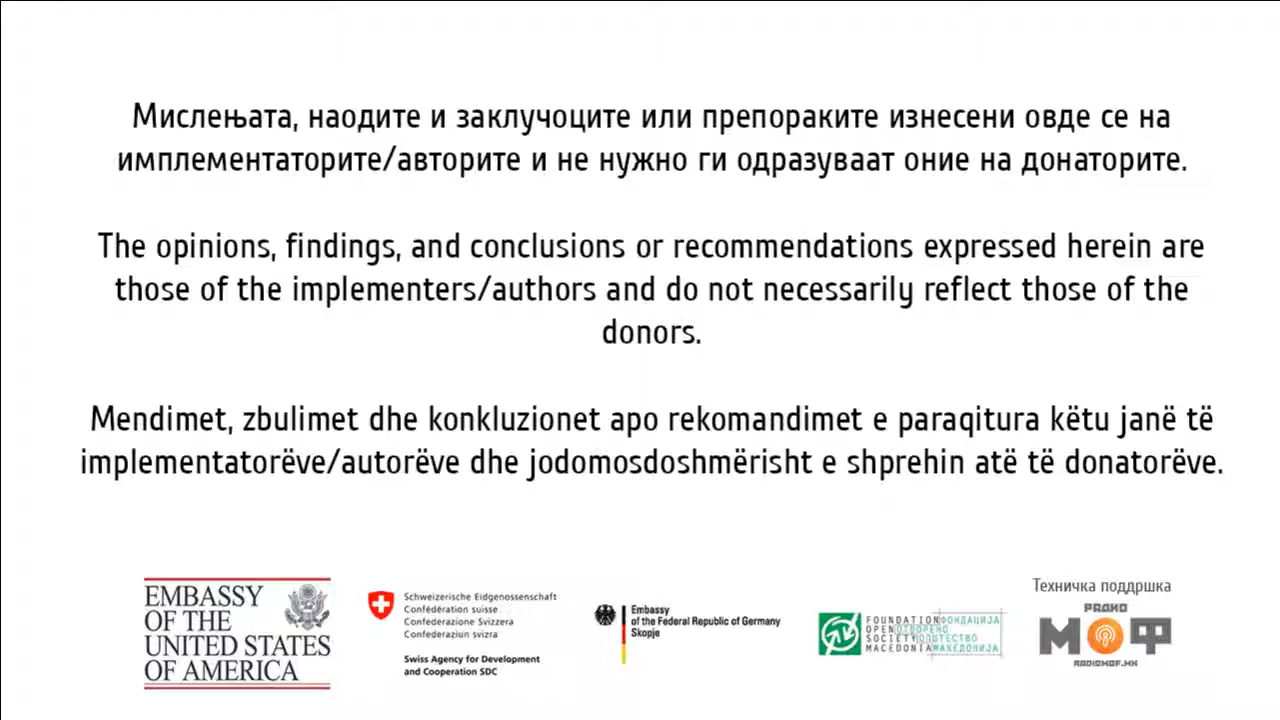 Мислењата, наодите и заклучоците или препораките изнесени овде се на
имплементаторите/авторите и не нужно ги одразуваат оние на донаторите.
The opinions, findings, and conclusions or recommendations expressed herein are
those of the implementers/authors and do not necessarily reflect those of the
donors.
Mendimet, zbulimet dhe konkluzionet apo rekomandimet e paraqitura këtu janë të
implementatorëve/autorëve dhe jodomosdoshmërisht e shprehin atë të donatorëve.
EMBASSY
OF THE
UNITED STATES
OF AMERICA
Schweizerische Eidgenossenschaft
Confédération suisse
Confederazione Svizzera
Confederaziun svizra
Swiss Agency for Development
and Cooperation SDC
Embassy
of the Federal Republic of Germany
Skopje
FOUNDATION ФОНДАЦИЈА
OPEN ОТВОРЕНО
SOCIETY ОПШТЕСТВО
MACEDONIA МАКЕДОНИЈА
Техничка поддршка
РАДИО
МОФ
RADIOMOF.MK